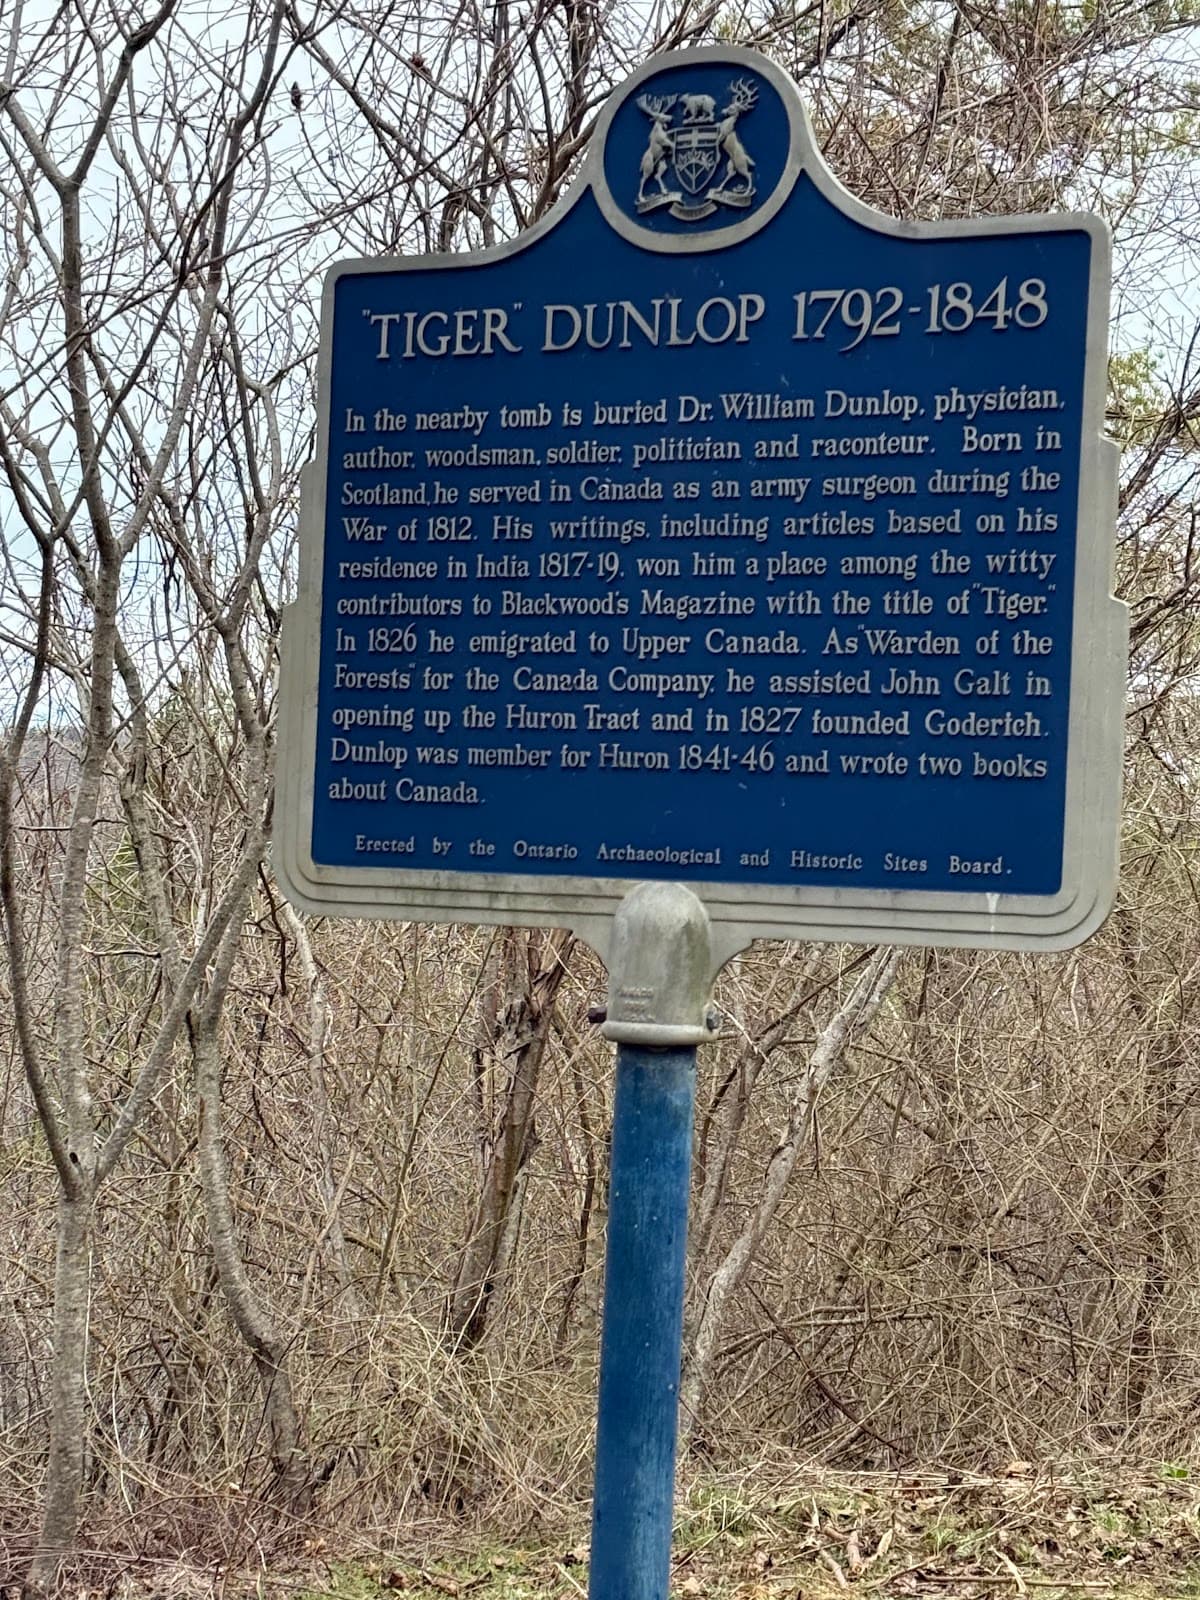 "TIGER" DUNLOP 1792-1848
In the nearby tomb is buried Dr. William Dunlop, physician,
author, woodsman, soldier, politician and raconteur. Born in
Scotland, he served in Canada as an army surgeon during the
War of 1812. His writings, including articles based on his
residence in India 1817-19, won him a place among the witty
contributors to Blackwood's Magazine with the title of "Tiger."
In 1826 he emigrated to Upper Canada. As "Warden of the
Forests" for the Canada Company, he assisted John Galt in
opening up the Huron Tract and in 1827 founded Goderich.
Dunlop was member for Huron 1841-46 and wrote two books
about Canada.
Erected by the Ontario Archaeological and Historic Sites Board.